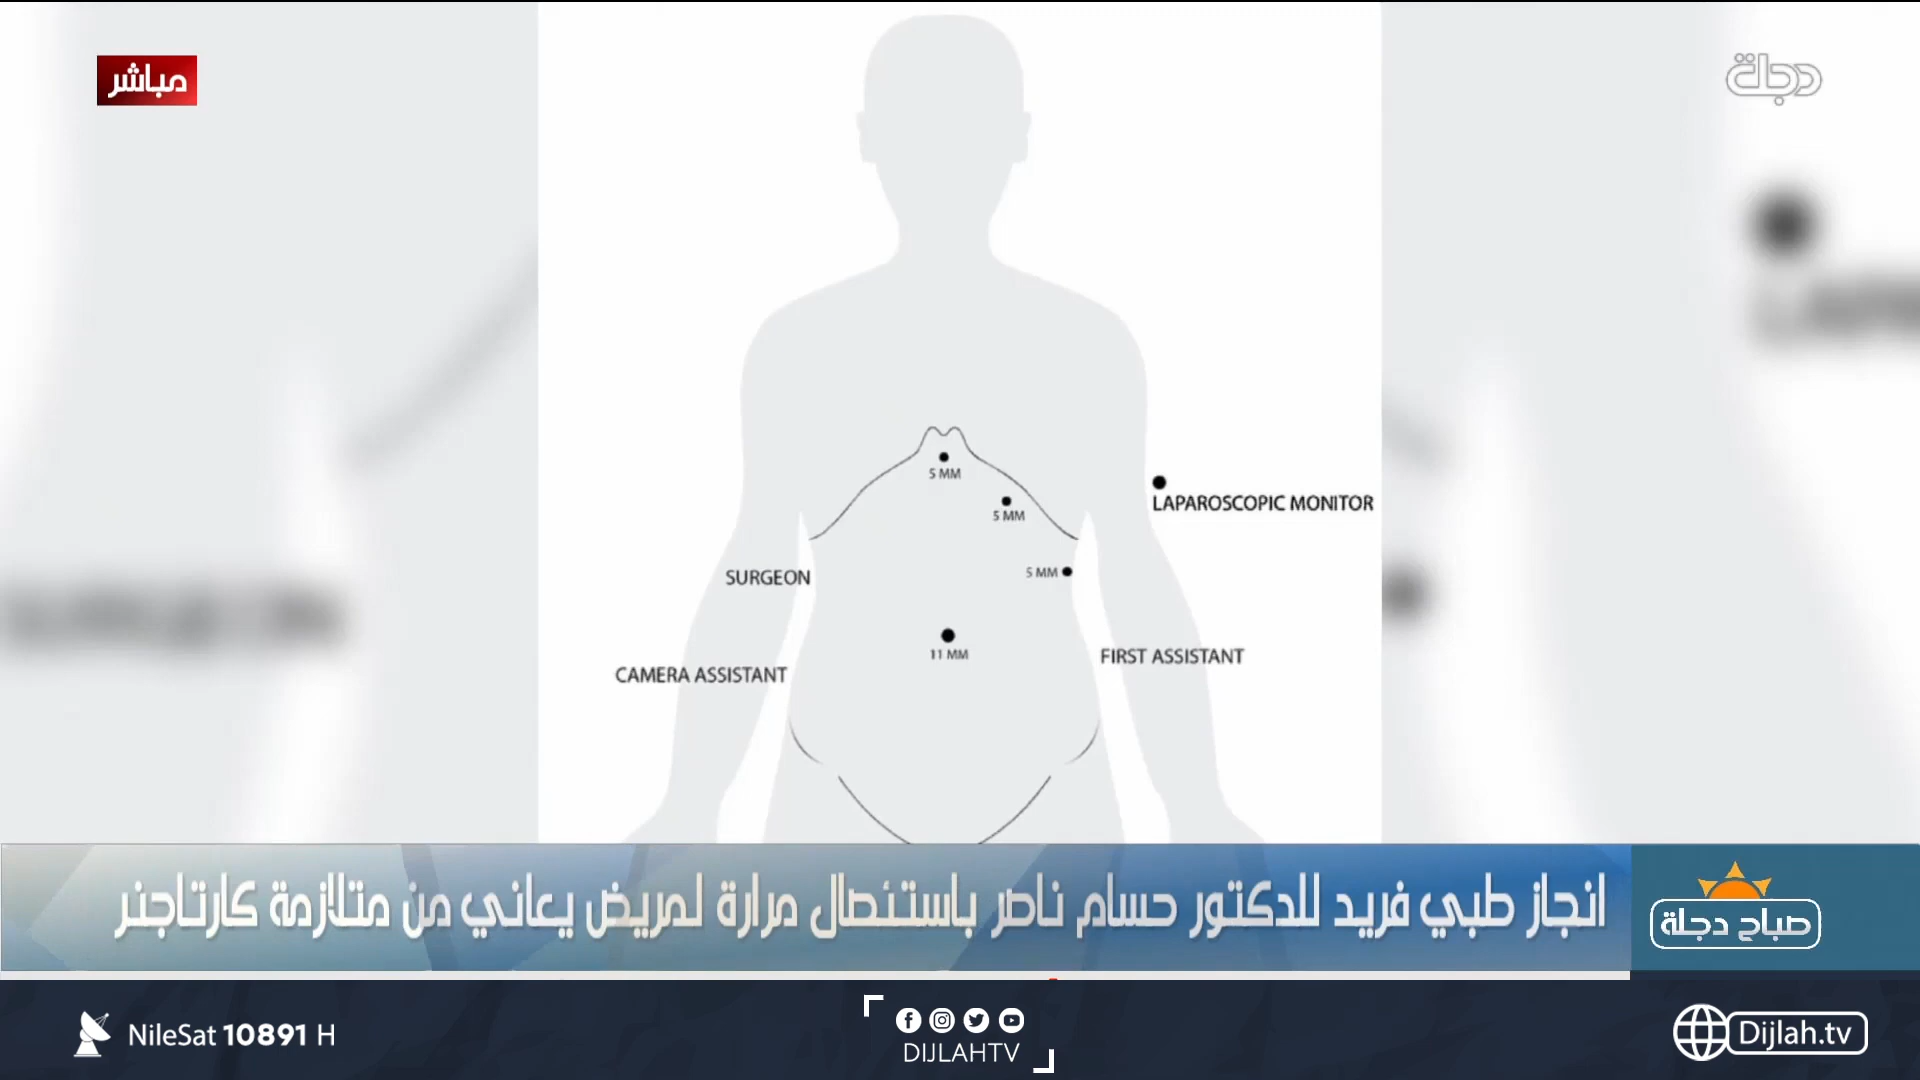 مباشر
دجلة
5 MM
5 MM
LAPAROSCOPIC MONITOR
SURGEON
5 MM
11 MM
FIRST ASSISTANT
CAMERA ASSISTANT
انجاز طبي فريد للدكتور حسام ناصر باستئصال مرارة لمريض يعاني من متلازمة كارتاجنر
صباح دجلة
NileSat 10891 H
DIJLAHTV
Dijlah.tv